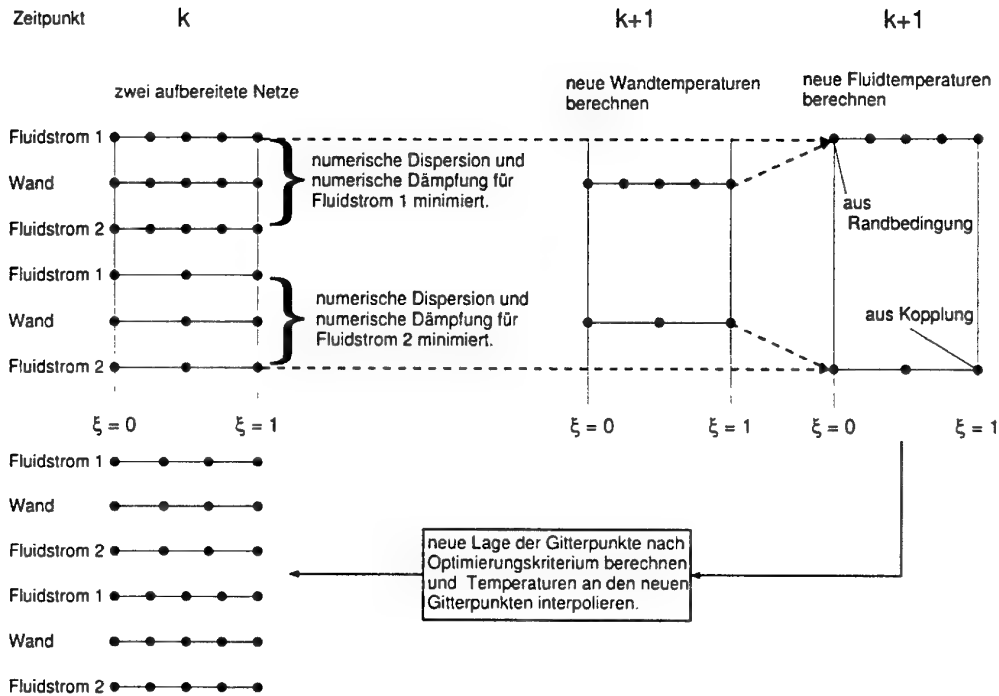 Zeitpunkt k k+1 k+1
zwei aufbereitete Netze
neue Wandtemperaturen
berechnen
neue Fluidtemperaturen
berechnen
Fluidstrom 1
Wand
Fluidstrom 2
Fluidstrom 1
Wand
Fluidstrom 2
numerische Dispersion und
numerische Dämpfung für
Fluidstrom 1 minimiert.
numerische Dispersion und
numerische Dämpfung für
Fluidstrom 2 minimiert.
aus
Randbedingung
aus Kopplung
ξ = 0 ξ = 1 ξ = 0 ξ = 1 ξ = 0 ξ = 1
Fluidstrom 1
Wand
Fluidstrom 2
Fluidstrom 1
Wand
Fluidstrom 2
neue Lage der Gitterpunkte nach
Optimierungskriterium berechnen
und Temperaturen an den neuen
Gitterpunkten interpolieren.